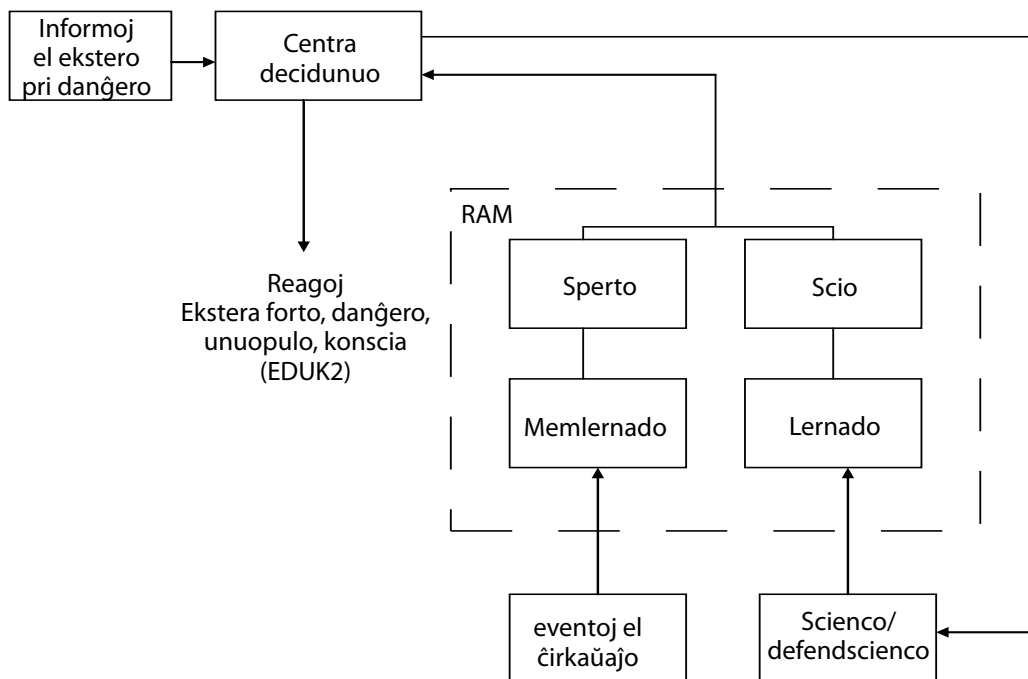 Informoj
el ekstero
pri danĝero
Centra
decidunuo
RAM
Sperto
Scio
Reagoj
Ekstera forto, danĝero,
unuopulo, konscia
(EDUK2)
Memlernado
Lernado
eventoj el
ĉirkaŭaĵo
Scienco/
defendscienco